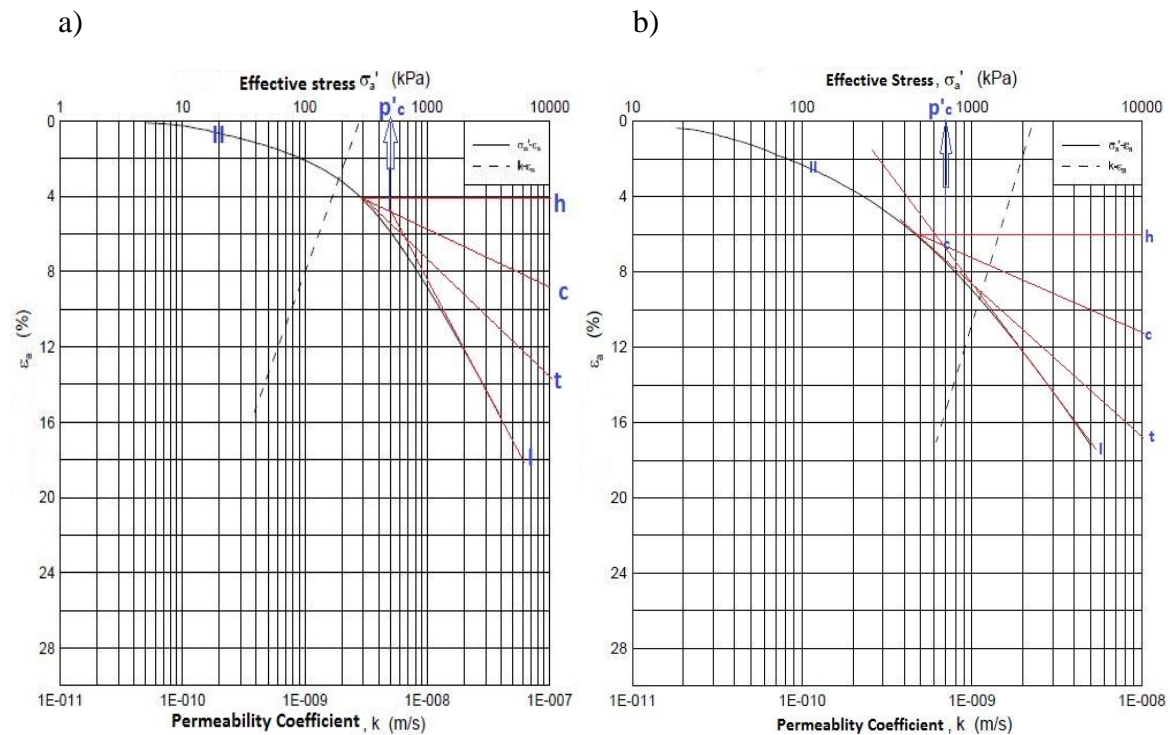 a)
Effective stress σa' (kPa)
1 10 100 1000 10000
p'c
0
4
8
12
16
20
24
28
εa (%)
σa'-εa
k-εa
II
h
c
t
l
1E-011 1E-010 1E-009 1E-008 1E-007
Permeability Coefficient , k (m/s)
b)
Effective Stress , σa' (kPa)
10 100 1000 10000
p'c
0
4
8
12
16
20
24
28
εa (%)
σa'-εa
k-εa
II
c
h
c
t
l
1E-011 1E-010 1E-009 1E-008
Permeablity Coefficient , k (m/s)